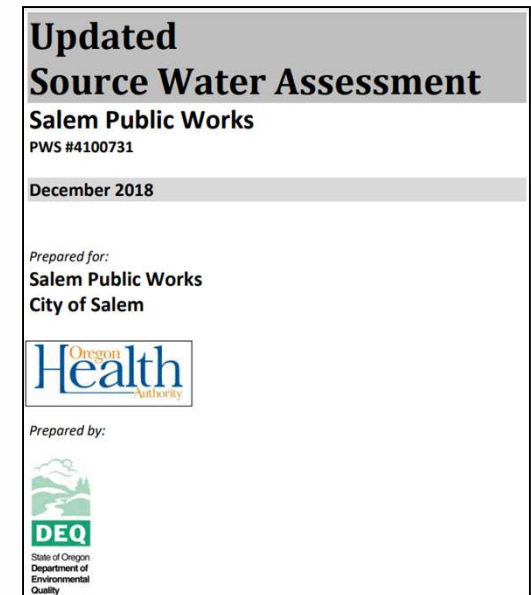 Updated
Source Water Assessment
Salem Public Works
PWS #4100731
December 2018
Prepared for:
Salem Public Works
City of Salem
Oregon
Health
Authority
Prepared by:
DEQ
State of Oregon
Department of
Environmental
Quality